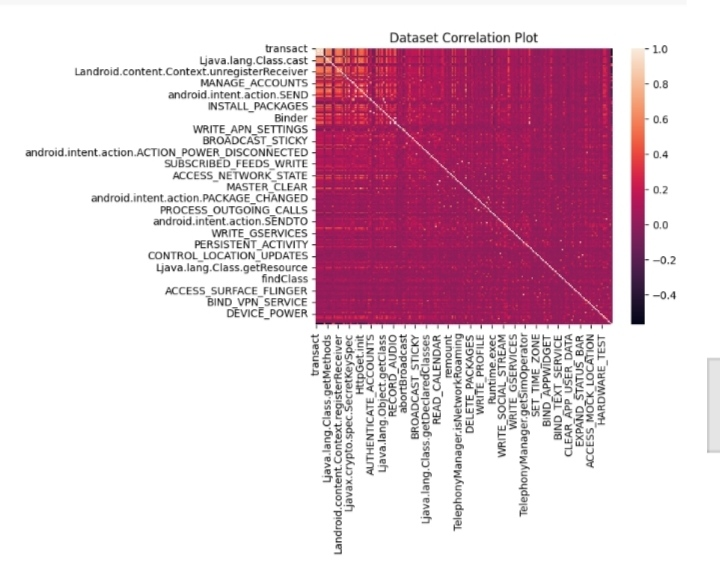 Dataset Correlation Plot
transact
Ljava.lang.Class.cast
Landroid.content.Context.unregisterReceiver
MANAGE_ACCOUNTS
android.intent.action.SEND
INSTALL_PACKAGES
Binder
WRITE_APN_SETTINGS
BROADCAST_STICKY
android.intent.action.ACTION_POWER_DISCONNECTED
SUBSCRIBED_FEEDS_WRITE
ACCESS_NETWORK_STATE
MASTER_CLEAR
android.intent.action.PACKAGE_CHANGED
PROCESS_OUTGOING_CALLS
android.intent.action.SENDTO
WRITE_GSERVICES
PERSISTENT_ACTIVITY
CONTROL_LOCATION_UPDATES
Ljava.lang.Class.getResource
findClass
ACCESS_SURFACE_FLINGER
BIND_VPN_SERVICE
DEVICE_POWER
1.0
0.8
0.6
0.4
0.2
0.0
−0.2
−0.4
transact
Ljava.lang.Class.getMethods
Landroid.content.Context.registerReceiver
Ljavax.crypto.spec.SecretKeySpec
HttpGet.init
AUTHENTICATE_ACCOUNTS
Ljava.lang.Object.getClass
RECORD_AUDIO
abortBroadcast
BROADCAST_STICKY
Ljava.lang.Class.getDeclaredClasses
READ_CALENDAR
remount
TelephonyManager.isNetworkRoaming
DELETE_PACKAGES
WRITE_PROFILE
Runtime.exec
WRITE_SOCIAL_STREAM
WRITE_GSERVICES
TelephonyManager.getSimOperator
SET_TIME_ZONE
BIND_APPWIDGET
BIND_TEXT_SERVICE
CLEAR_APP_USER_DATA
EXPAND_STATUS_BAR
ACCESS_MOCK_LOCATION
HARDWARE_TEST